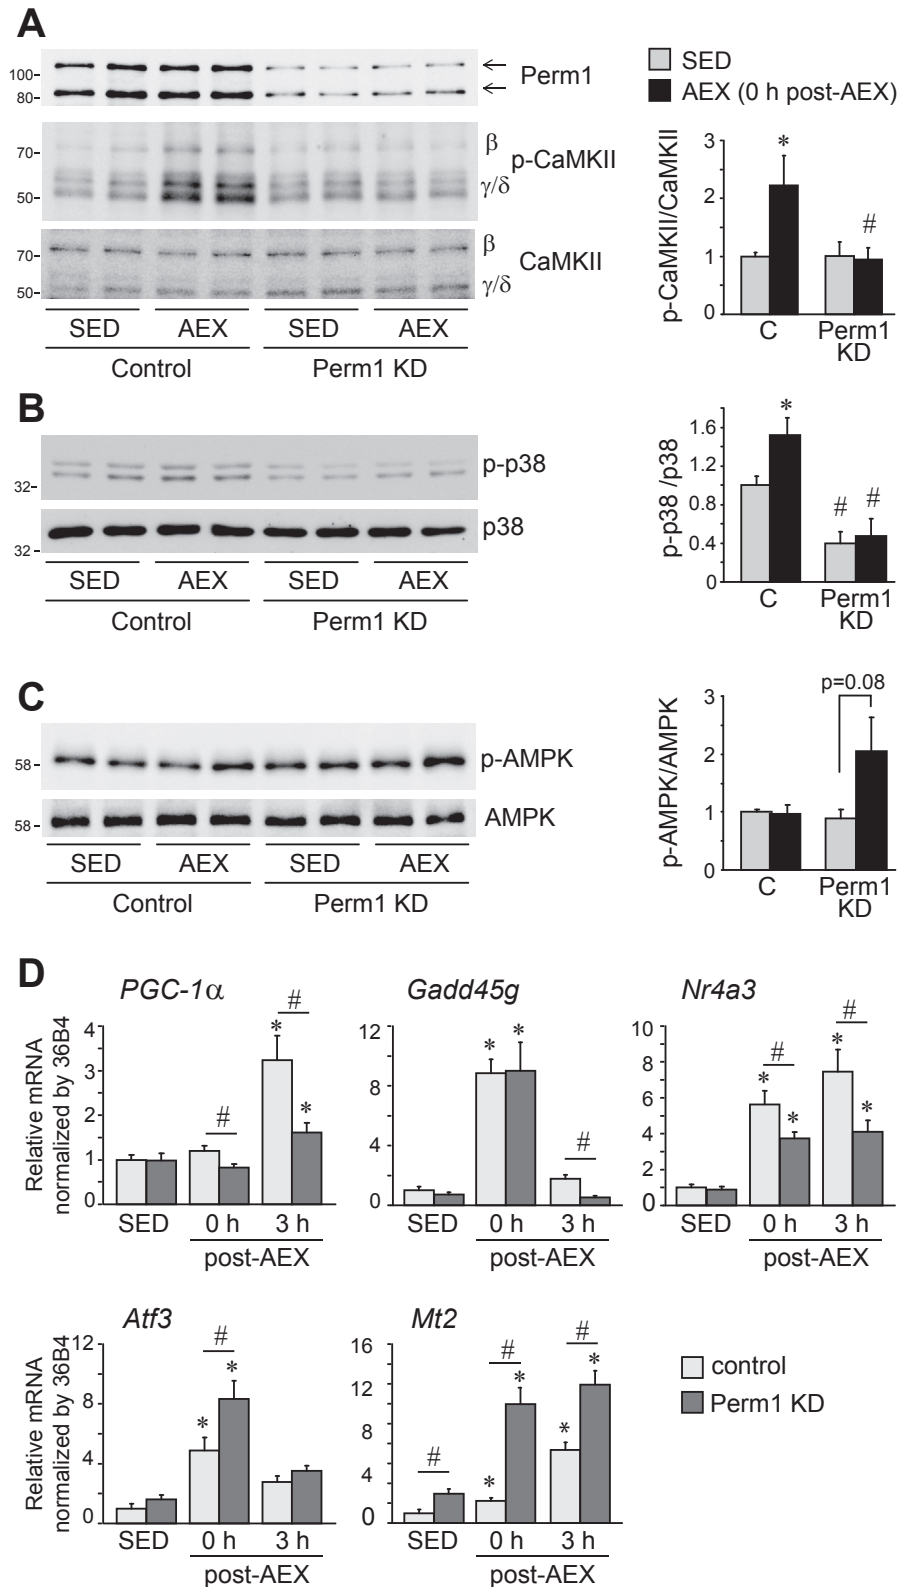 A
100-
80-
Perm1
70-
50-
β
p-CaMKII
γ/δ
70-
50-
β
CaMKII
γ/δ
SED AEX SED AEX
Control Perm1 KD
SED
AEX (0 h post-AEX)
p-CaMKII/CaMKII
3
2
1
0
*
#
C Perm1
KD
B
32-
p-p38
32-
p38
SED AEX SED AEX
Control Perm1 KD
p-p38 /p38
1.6
1.2
0.8
0.4
0
*
# #
C Perm1
KD
C
58-
p-AMPK
58-
AMPK
SED AEX SED AEX
Control Perm1 KD
p-AMPK/AMPK
3
2
1
0
p=0.08
C Perm1
KD
D
PGC-1α
Relative mRNA
normalized by 36B4
4
3
2
1
0
#
* #
*
SED 0 h 3 h
post-AEX
Gadd45g
12
8
4
0
* *
#
SED 0 h 3 h
post-AEX
Nr4a3
10
8
6
4
2
0
#
* *
#
* *
SED 0 h 3 h
post-AEX
Atf3
Relative mRNA
normalized by 36B4
12
8
4
0
#
* *
SED 0 h 3 h
post-AEX
Mt2
16
12
8
4
0
#
#
* *
#
* *
SED 0 h 3 h
post-AEX
control
Perm1 KD